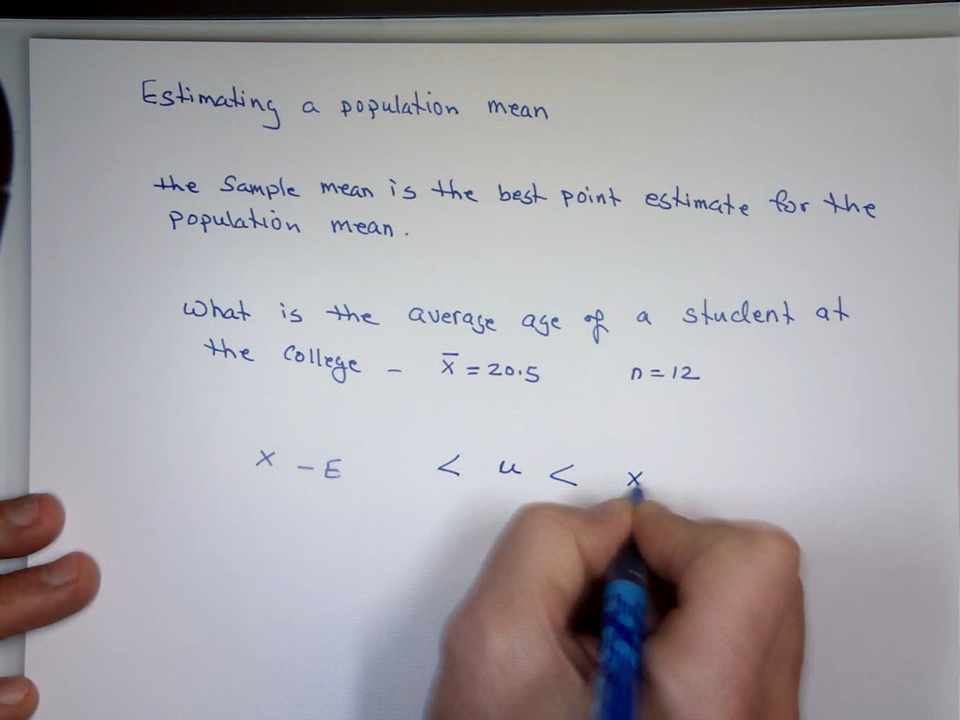 Estimating a population mean
the sample mean is the best point estimate for the
population mean.
What is the average age of a student at
the college - x̄ = 20.5 n = 12
x - E < u < x